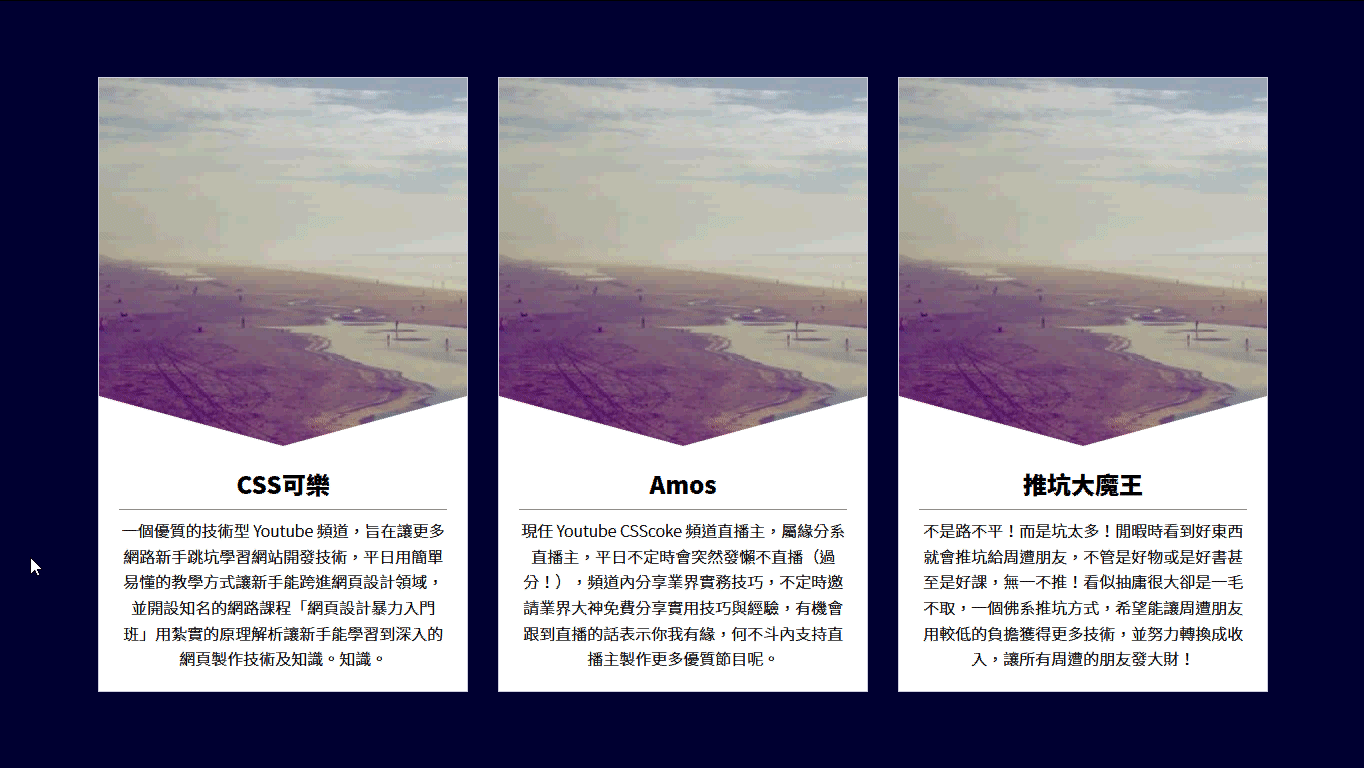 CSS可樂
一個優質的技術型 Youtube 頻道，旨在讓更多
網路新手跳坑學習網站開發技術，平日用簡單
易懂的教學方式讓新手能跨進網頁設計領域，
並開設知名的網路課程「網頁設計暴力入門
班」用紮實的原理解析讓新手能學習到深入的
網頁製作技術及知識。知識。
Amos
現任 Youtube CSScoke 頻道直播主，屬緣分系
直播主，平日不定時會突然發懶不直播（過
分！），頻道內分享業界實務技巧，不定時邀
請業界大神免費分享實用技巧與經驗，有機會
跟到直播的話表示你我有緣，何不斗內支持直
播主製作更多優質節目呢。
推坑大魔王
不是路不平！而是坑太多！閒暇時看到好東西
就會推坑給周遭朋友，不管是好物或是好書甚
至是好課，無一不推！看似抽庸很大卻是一毛
不取，一個佛系推坑方式，希望能讓周遭朋友
用較低的負擔獲得更多技術，並努力轉換成收
入，讓所有周遭的朋友發大財！